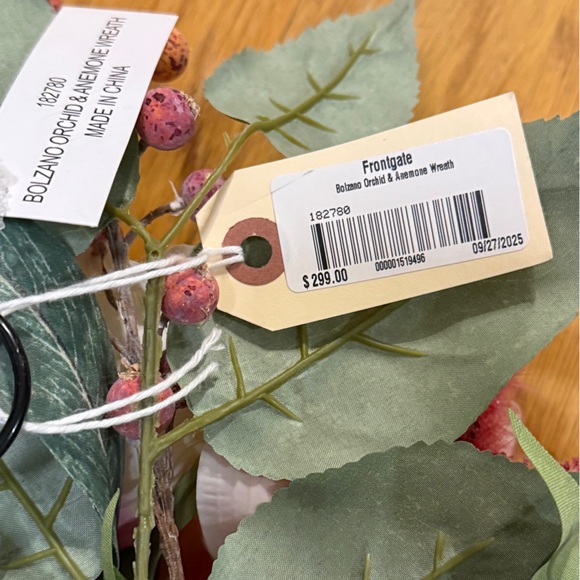 182780
BOLZANO ORCHID & ANEMONE WREATH
MADE IN CHINA
Frontgate
Bolzano Orchid & Anemone Wreath
182780
000001519496
$ 299.00
09/27/2025